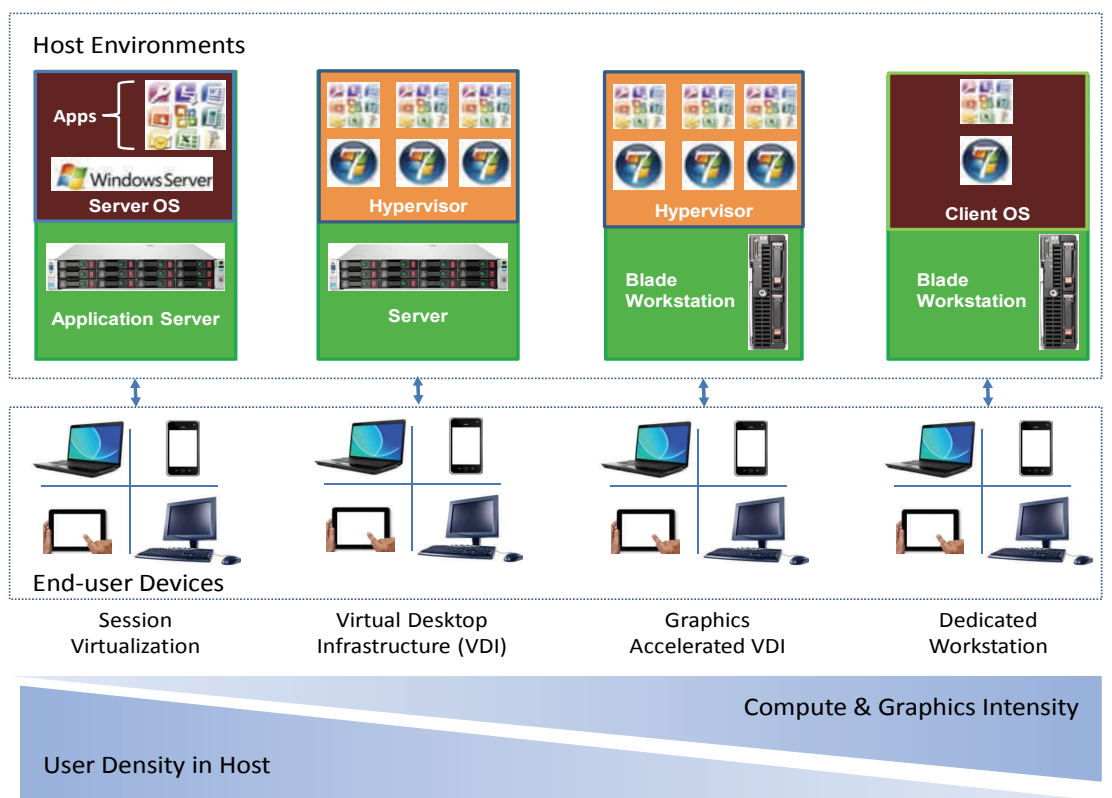 Host Environments
Apps
Windows Server
Server OS
Application Server
Hypervisor
Server
Hypervisor
Blade
Workstation
Client OS
Blade
Workstation
End-user Devices
Session
Virtualization
Virtual Desktop
Infrastructure (VDI)
Graphics
Accelerated VDI
Dedicated
Workstation
Compute & Graphics Intensity
User Density in Host